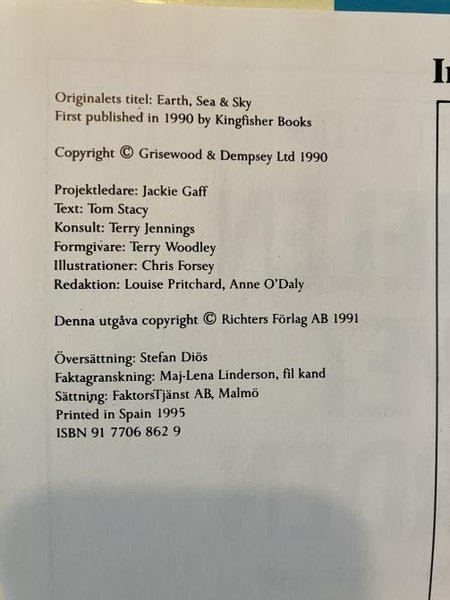 Originalets titel: Earth, Sea & Sky
First published in 1990 by Kingfisher Books
Copyright © Grisewood & Dempsey Ltd 1990
Projektledare: Jackie Gaff
Text: Tom Stacy
Konsult: Terry Jennings
Formgivare: Terry Woodley
Illustrationer: Chris Forsey
Redaktion: Louise Pritchard, Anne O'Daly
Denna utgåva copyright © Richters Förlag AB 1991
Översättning: Stefan Diös
Faktagranskning: Maj-Lena Linderson, fil kand
Sättning: FaktorsTjänst AB, Malmö
Printed in Spain 1995
ISBN 91 7706 862 9